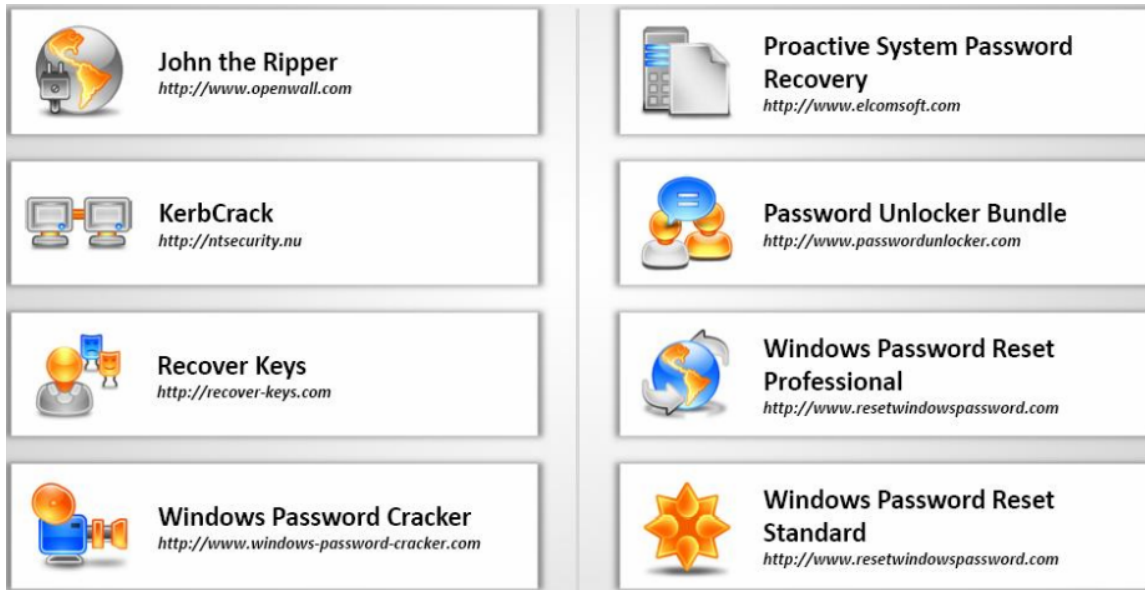 John the Ripper
http://www.openwall.com
KerbCrack
http://ntsecurity.nu
Recover Keys
http://recover-keys.com
Windows Password Cracker
http://www.windows-password-cracker.com
Proactive System Password
Recovery
http://www.elcomsoft.com
Password Unlocker Bundle
http://www.passwordunlocker.com
Windows Password Reset
Professional
http://www.resetwindowspassword.com
Windows Password Reset
Standard
http://www.resetwindowspassword.com